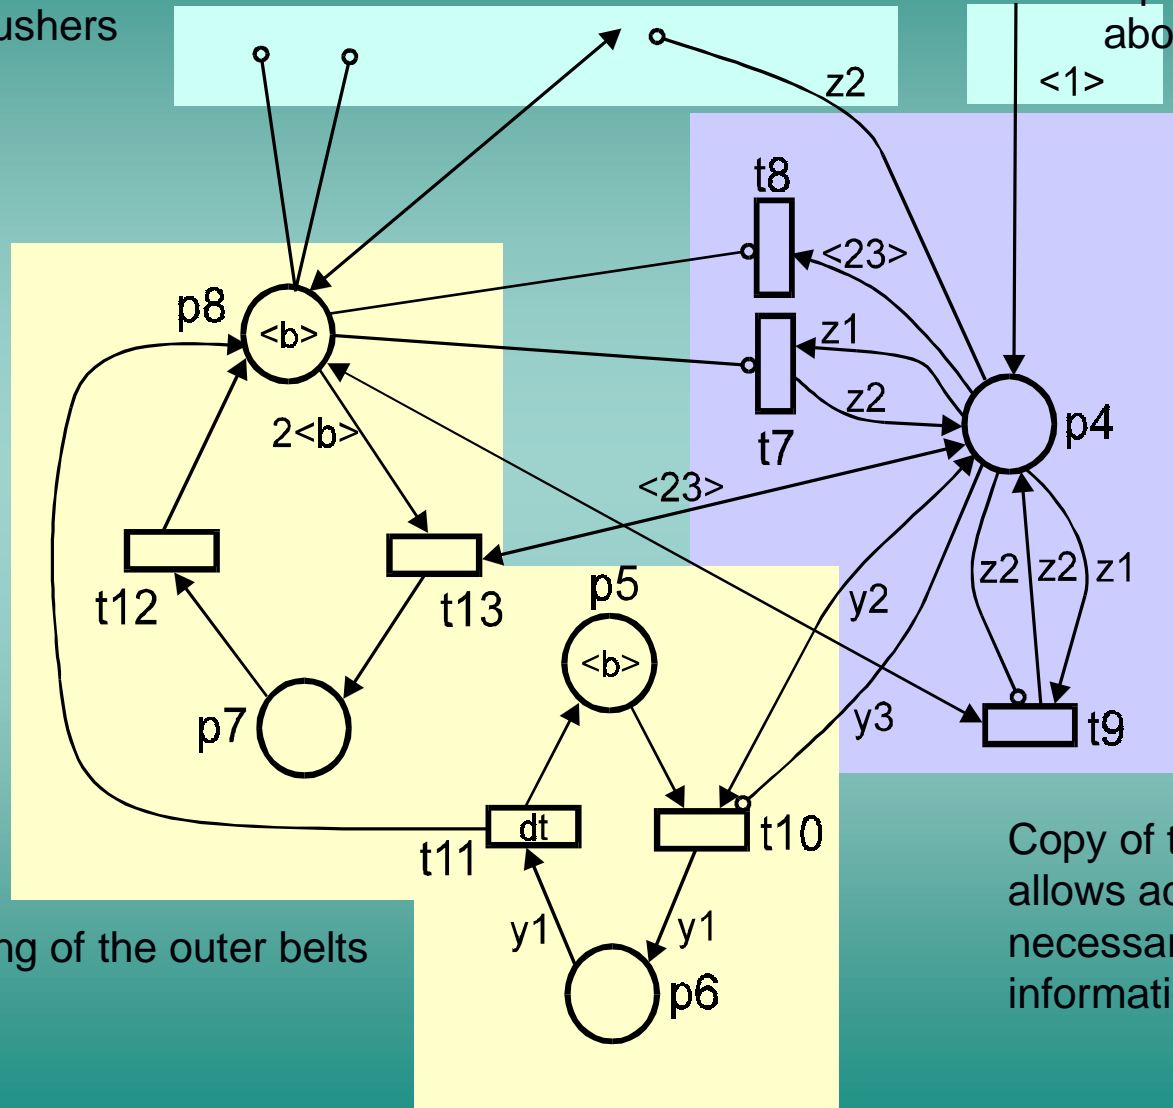 ushers
abo
<1>
z2
t8
<23>
p8
<b>
z1
z2
t7
p4
2<b>
<23>
t12
t13
p5
<b>
y2
z2
z2
z1
p7
y3
t9
dt
t11
t10
y1
y1
p6
Copy of t
allows ac
necessar
informati
ng of the outer belts